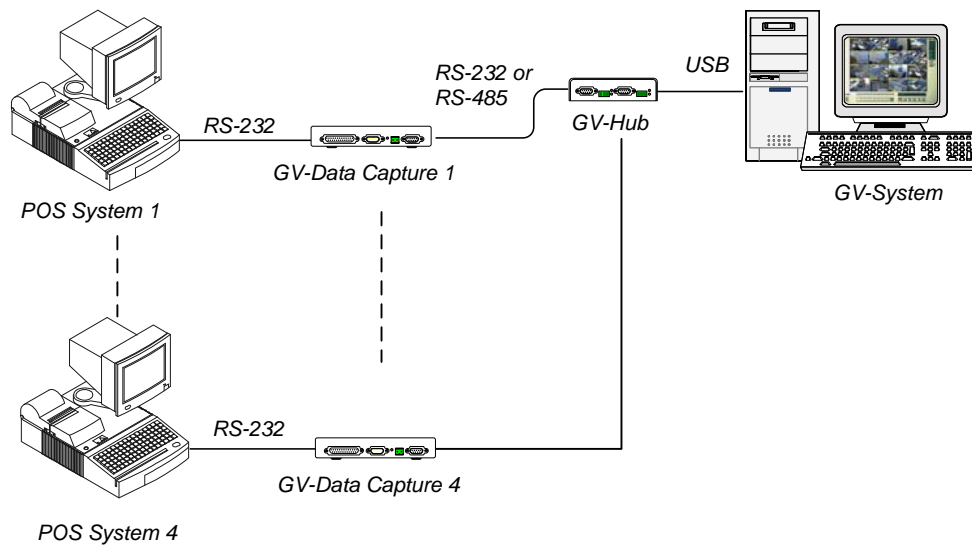 RS-232 or
RS-485
USB
RS-232
GV-Hub
GV-Data Capture 1
GV-System
POS System 1
RS-232
GV-Data Capture 4
POS System 4